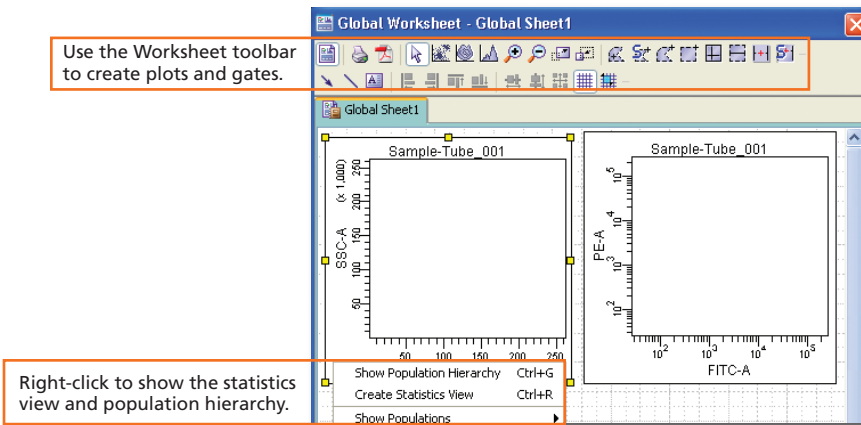 Global Worksheet - Global Sheet1
Use the Worksheet toolbar
to create plots and gates.
Global Sheet1
Sample-Tube_001
(x 1,000)
SSC-A
50 100 150 200 250
50 100 150 200 250
Sample-Tube_001
PE-A
10^2 10^3 10^4 10^5
10^2 10^3 10^4 10^5
FITC-A
Right-click to show the statistics
view and population hierarchy.
Show Population Hierarchy Ctrl+G
Create Statistics View Ctrl+R
Show Populations